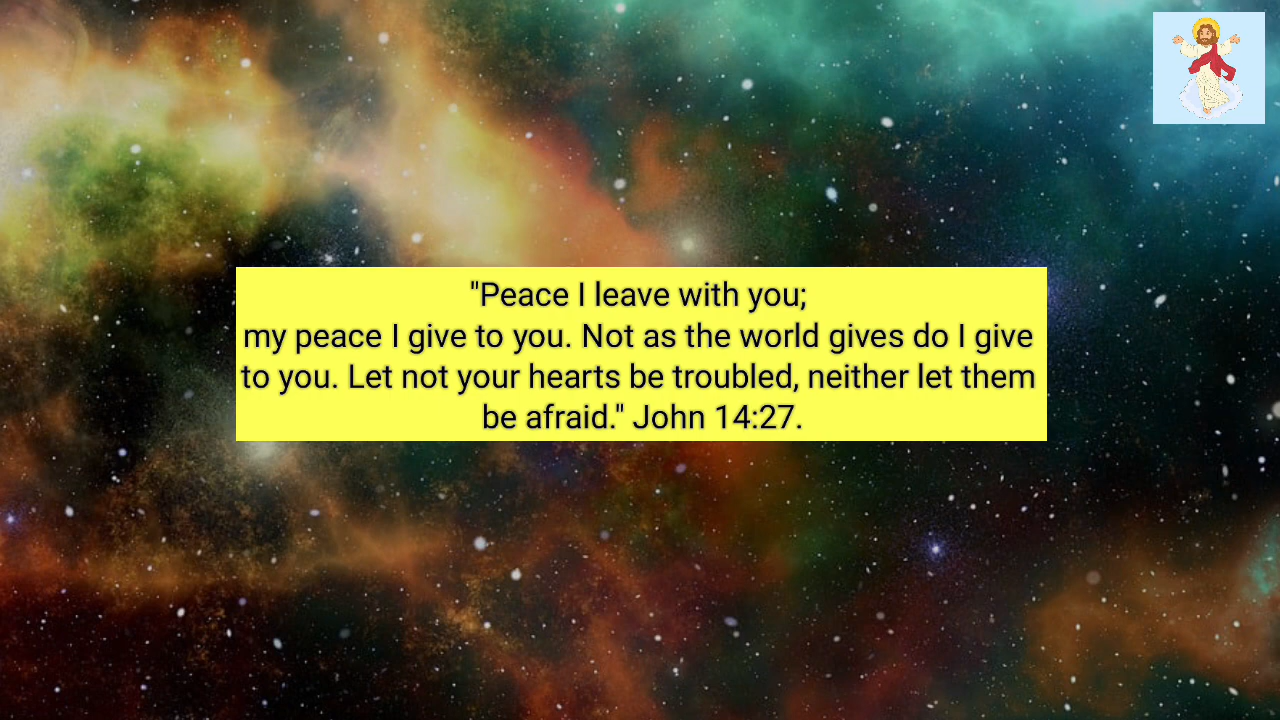 "Peace I leave with you;
my peace I give to you. Not as the world gives do I give
to you. Let not your hearts be troubled, neither let them
be afraid." John 14:27.